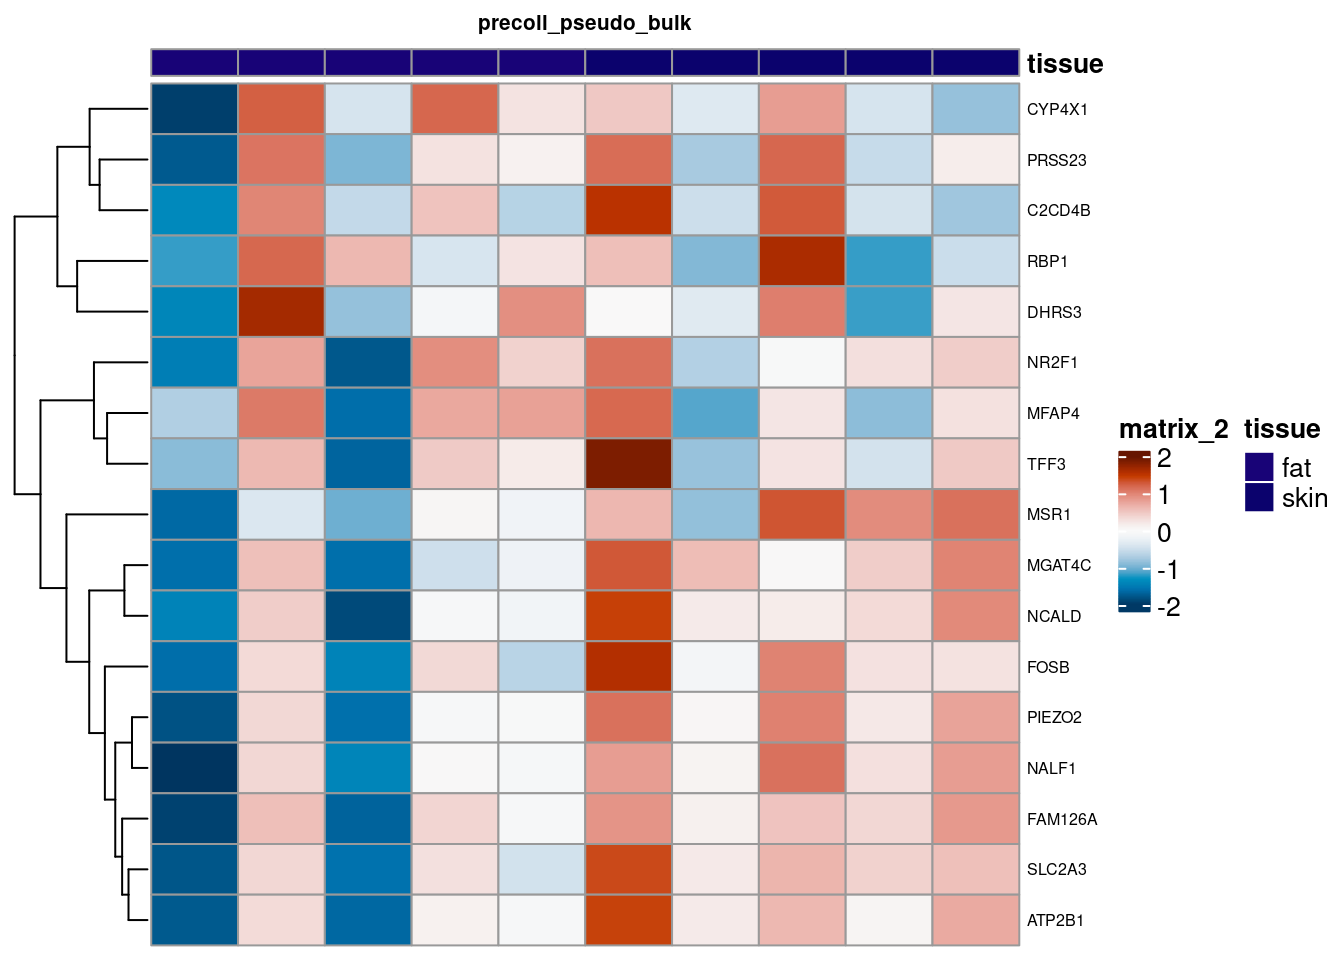 precoll_pseudo_bulk
tissue
CYP4X1
PRSS23
C2CD4B
RBP1
DHRS3
NR2F1
MFAP4
TFF3
MSR1
MGAT4C
NCALD
FOSB
PIEZO2
NALF1
FAM126A
SLC2A3
ATP2B1
matrix_2
2
1
0
-1
-2
tissue
fat
skin